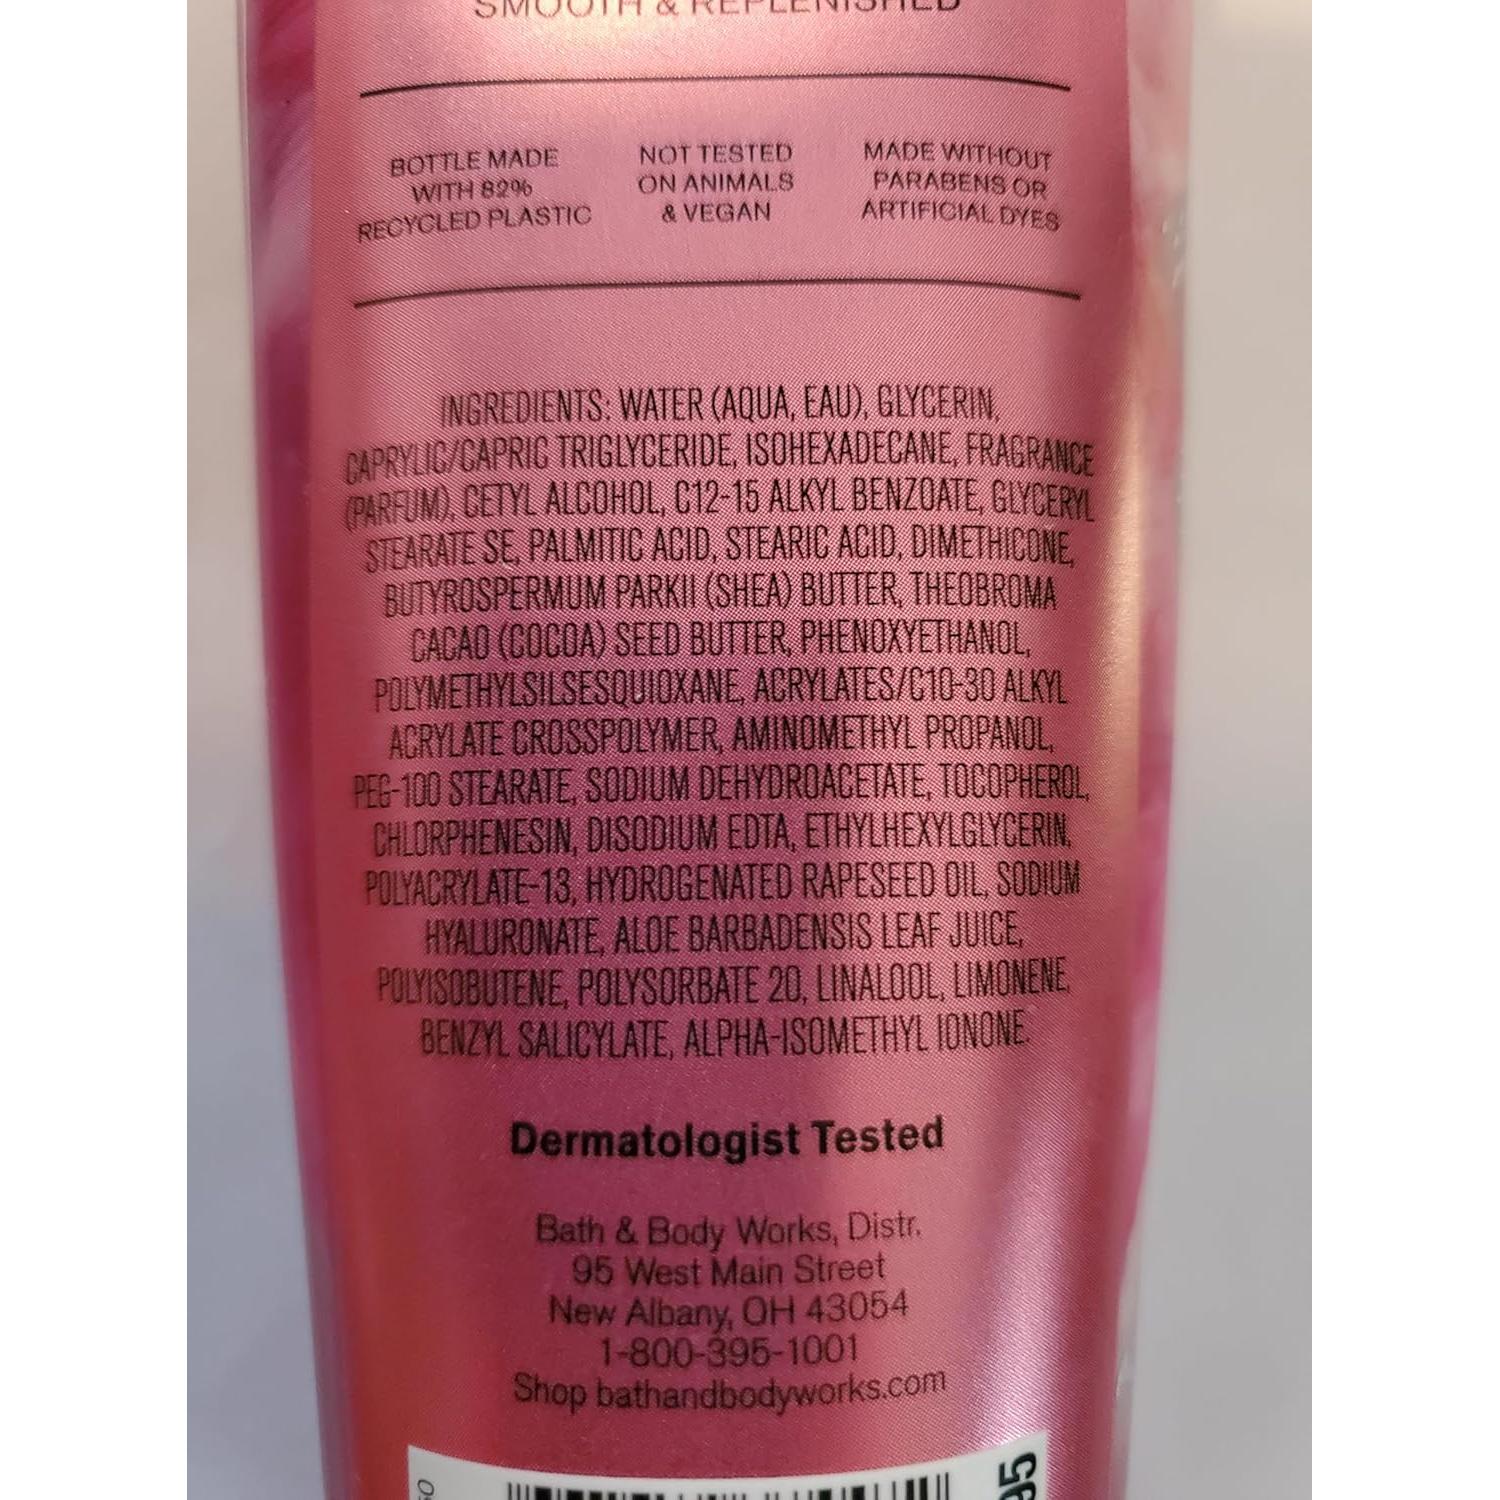 SMOOTH & REPLENISHED
BOTTLE MADE
WITH 82%
RECYCLED PLASTIC
NOT TESTED
ON ANIMALS
& VEGAN
MADE WITHOUT
PARABENS OR
ARTIFICIAL DYES
INGREDIENTS: WATER (AQUA, EAU), GLYCERIN,
CAPRYLIC/CAPRIC TRIGLYCERIDE, ISOHEXADECANE, FRAGRANCE
(PARFUM), CETYL ALCOHOL, C12-15 ALKYL BENZOATE, GLYCERYL
STEARATE SE, PALMITIC ACID, STEARIC ACID, DIMETHICONE,
BUTYROSPERMUM PARKII (SHEA) BUTTER, THEOBROMA
CACAO (COCOA) SEED BUTTER, PHENOXYETHANOL,
POLYMETHYLSILSESQUIOXANE, ACRYLATES/C10-30 ALKYL
ACRYLATE CROSSPOLYMER, AMINOMETHYL PROPANOL,
PEG-100 STEARATE, SODIUM DEHYDROACETATE, TOCOPHEROL,
CHLORPHENESIN, DISODIUM EDTA, ETHYLHEXYLGLYCERIN,
POLYACRYLATE-13, HYDROGENATED RAPESEED OIL, SODIUM
HYALURONATE, ALOE BARBADENSIS LEAF JUICE,
POLYISOBUTENE, POLYSORBATE 20, LINALOOL, LIMONENE,
BENZYL SALICYLATE, ALPHA-ISOMETHYL IONONE.
Dermatologist Tested
Bath & Body Works, Distr.
95 West Main Street
New Albany, OH 43054
1-800-395-1001
Shop bathandbodyworks.com
95